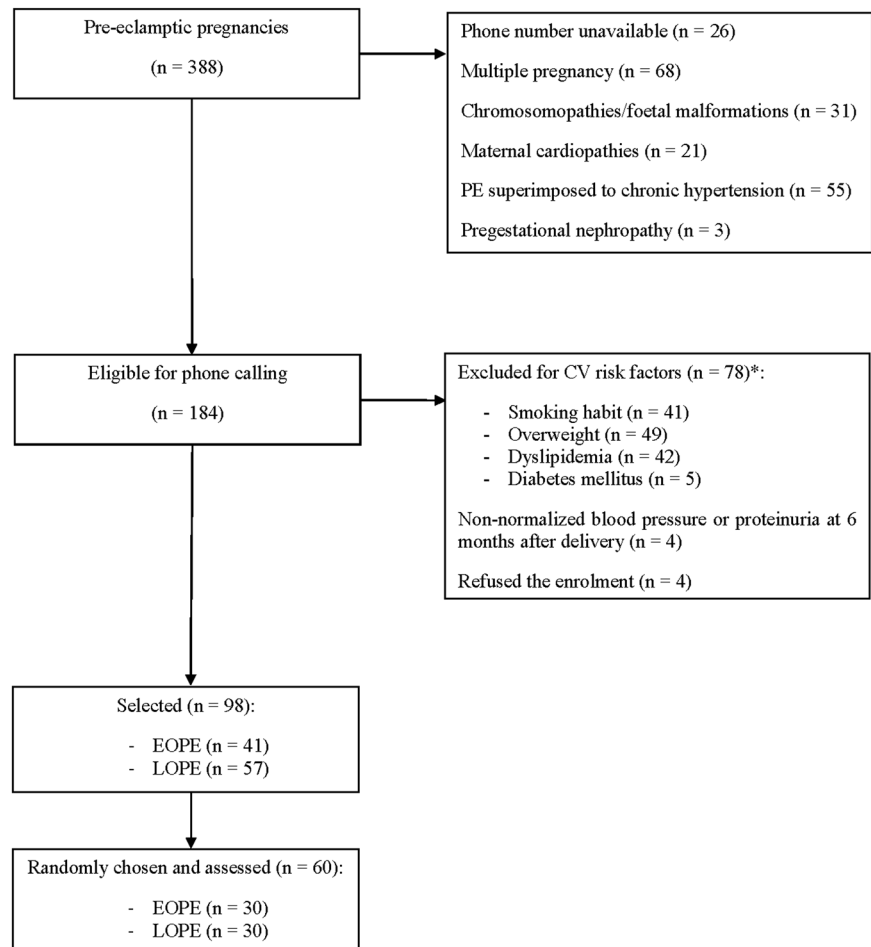 Pre-eclamptic pregnancies
(n = 388)
Phone number unavailable (n = 26)
Multiple pregnancy (n = 68)
Chromosomopathies/foetal malformations (n = 31)
Maternal cardiopathies (n = 21)
PE superimposed to chronic hypertension (n = 55)
Pregestational nephropathy (n = 3)
Eligible for phone calling
(n = 184)
Excluded for CV risk factors (n = 78)*:
- Smoking habit (n = 41)
- Overweight (n = 49)
- Dyslipidemia (n = 42)
- Diabetes mellitus (n = 5)
Non-normalized blood pressure or proteinuria at 6
months after delivery (n = 4)
Refused the enrolment (n = 4)
Selected (n = 98):
- EOPE (n = 41)
- LOPE (n = 57)
Randomly chosen and assessed (n = 60):
- EOPE (n = 30)
- LOPE (n = 30)